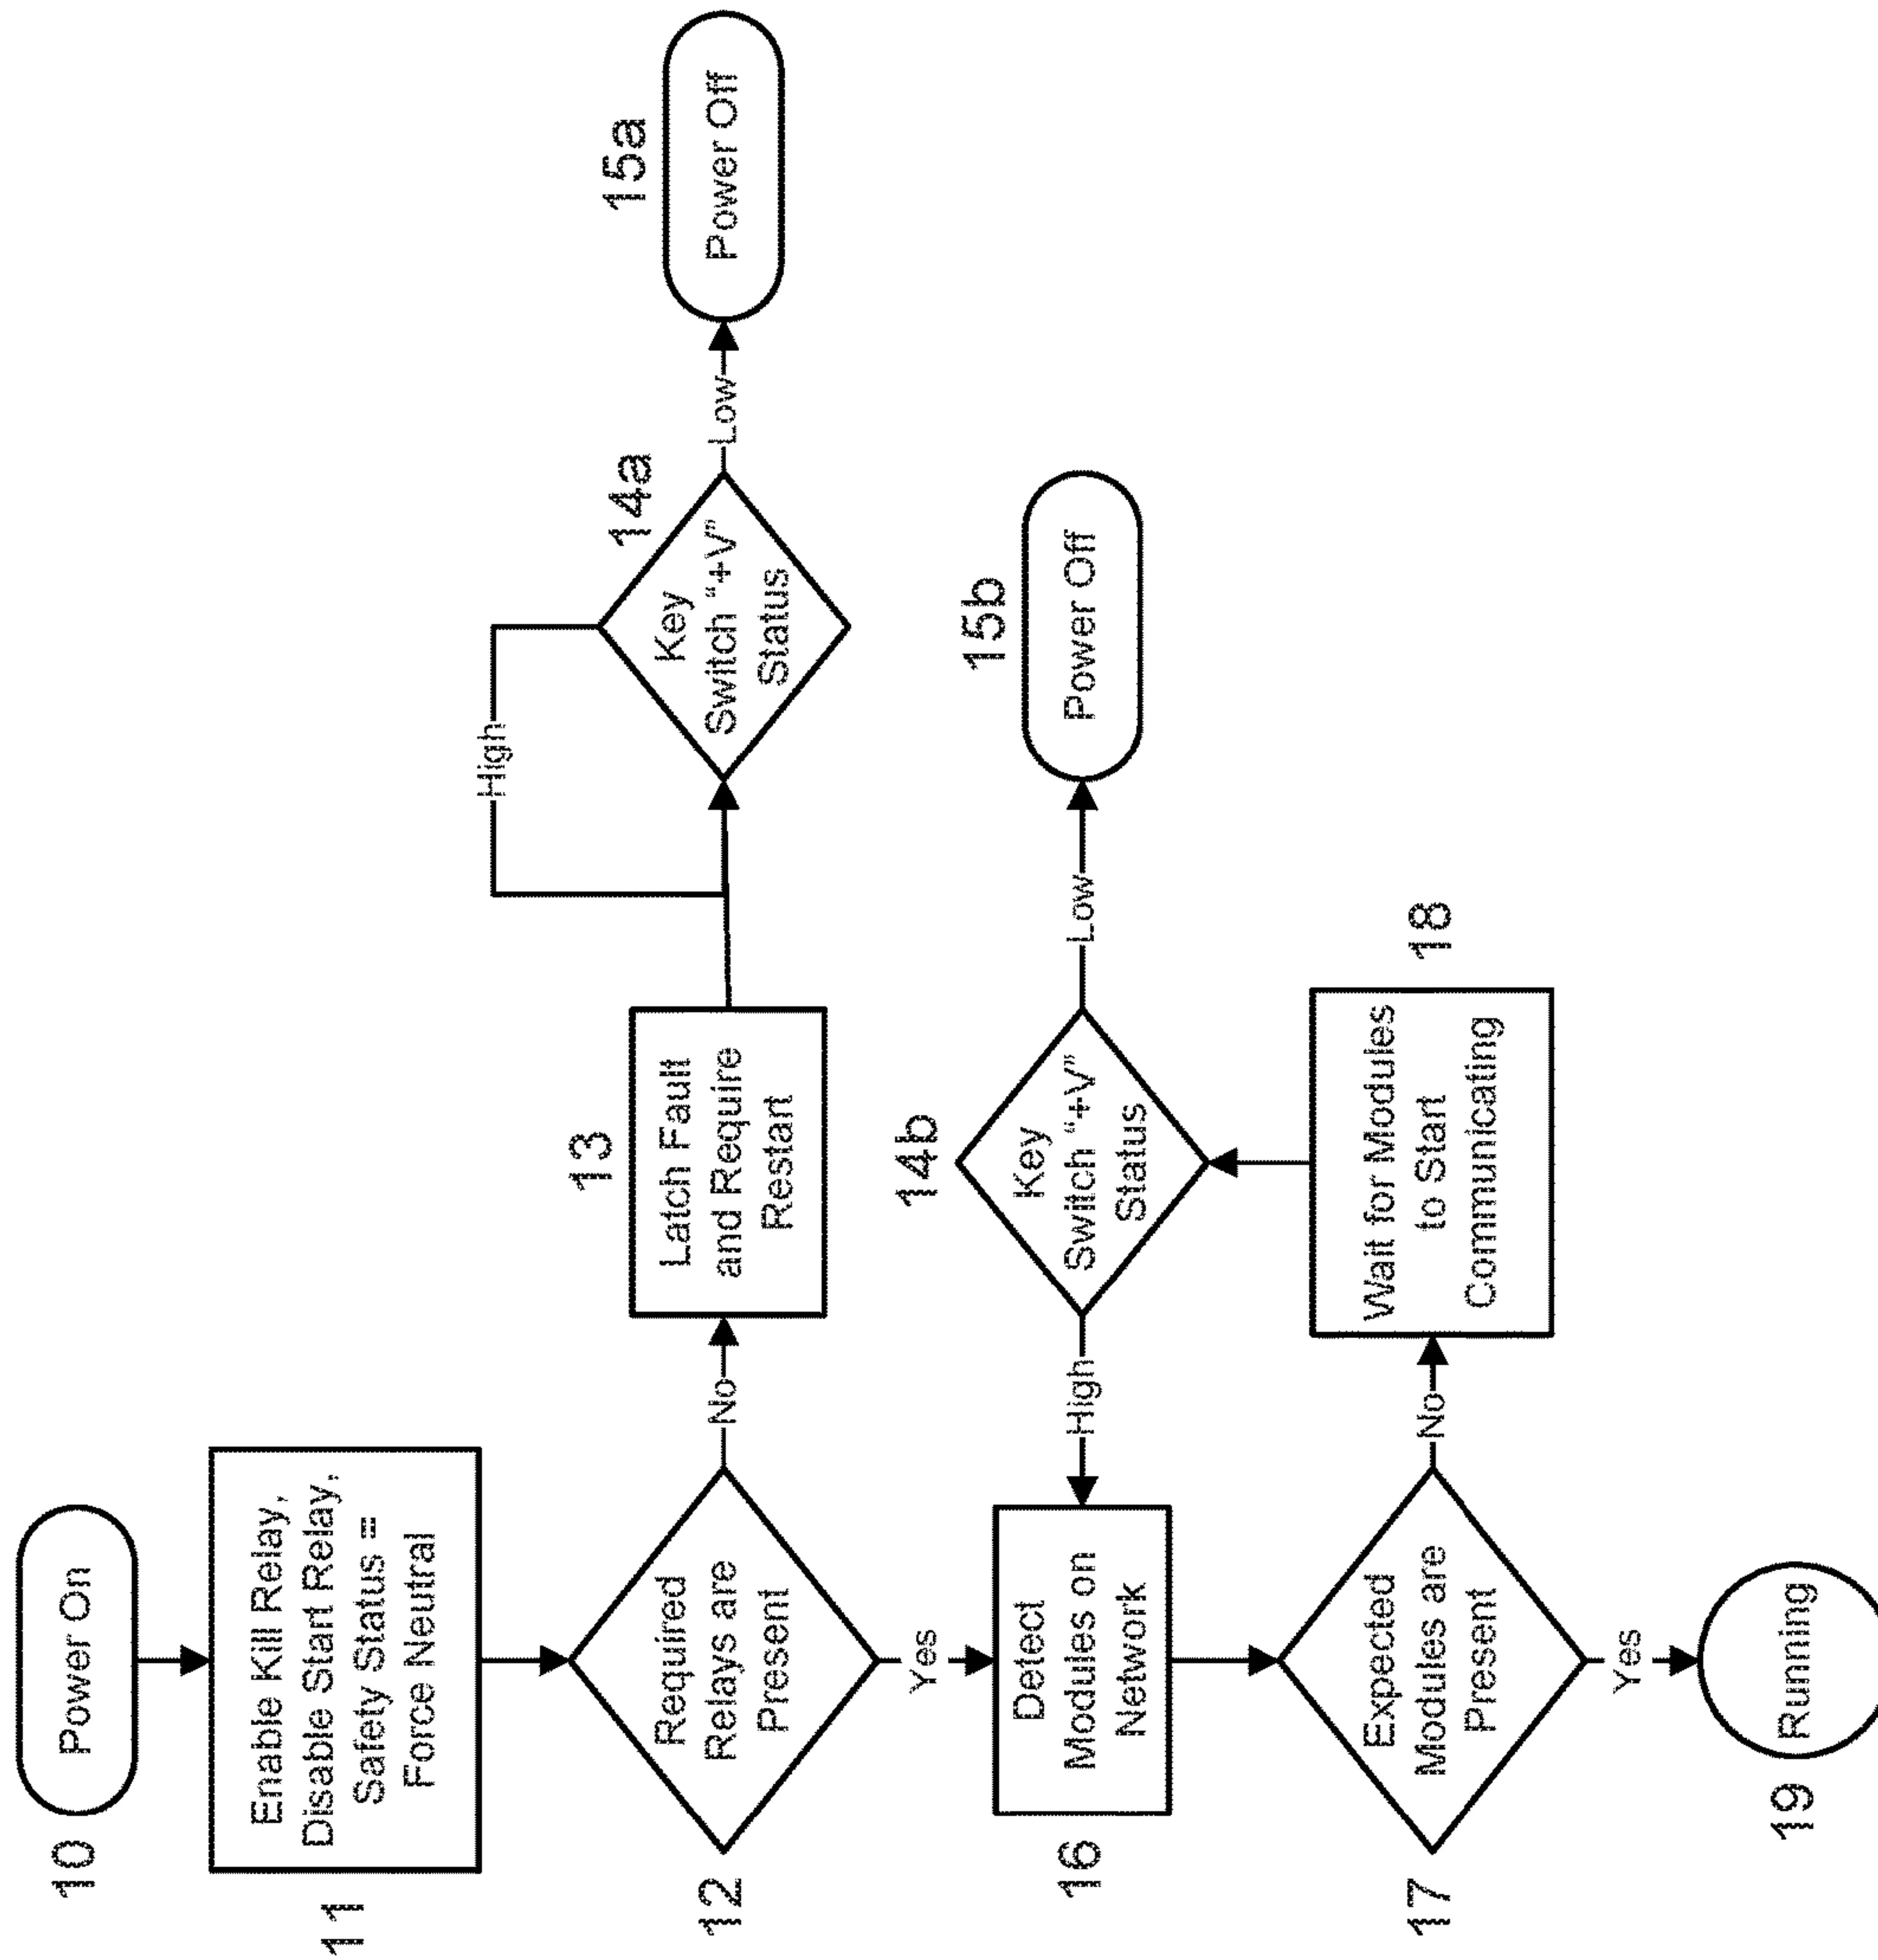 10
Power On
11
Enable Kill Relay,
Disable Start Relay,
Safety Status =
Force Neutral
12
Required
Relays are
Present
No
13
Latch Fault
and Require
Restart
High
14a
Key
Switch "+V"
Status
Low
15a
Power Off
Yes
16
Detect
Modules on
Network
High
14b
Key
Switch "+V"
Status
Low
15b
Power Off
17
Expected
Modules are
Present
No
18
Wait for Modules
to Start
Communicating
Yes
19
Running